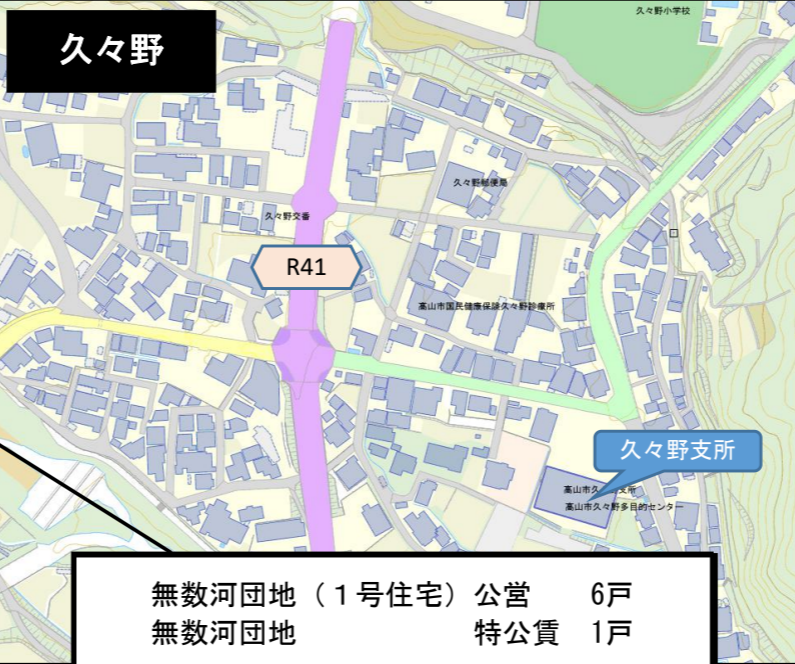 久々野小学校
久々野
久々野郵便局
久々野交番
R41
高山市国民健康保険久々野診療所
久々野支所
高山市久 支所
高山市久々野多目的センター
無数河団地（１号住宅）公営 6戸
無数河団地 特公賃 1戸